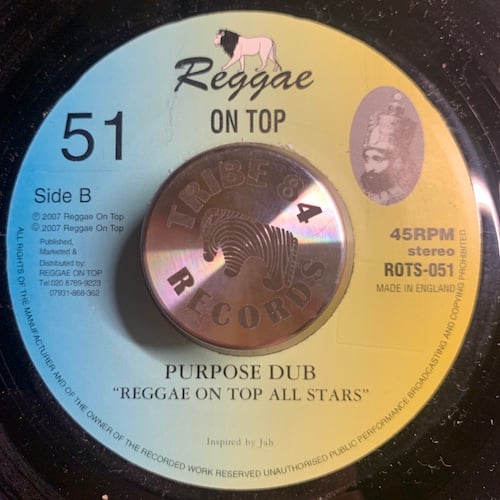 Reggae
ON TOP
51
Side B
℗ 2007 Reggae On Top
© 2007 Reggae On Top
Published,
Marketed &
Distributed by:
REGGAE ON TOP
Tel:020 8769-9223
07931-868-362
TRIBE 84
RECORDS
45RPM
stereo
ROTS-051
MADE IN ENGLAND
PURPOSE DUB
"REGGAE ON TOP ALL STARS"
Inspired by Jah
ALL RIGHTS OF THE MANUFACTURER AND OF THE OWNER OF THE RECORDED WORK RESERVED UNAUTHORISED PUBLIC PERFORMANCE BROADCASTING AND COPYING PROHIBITED